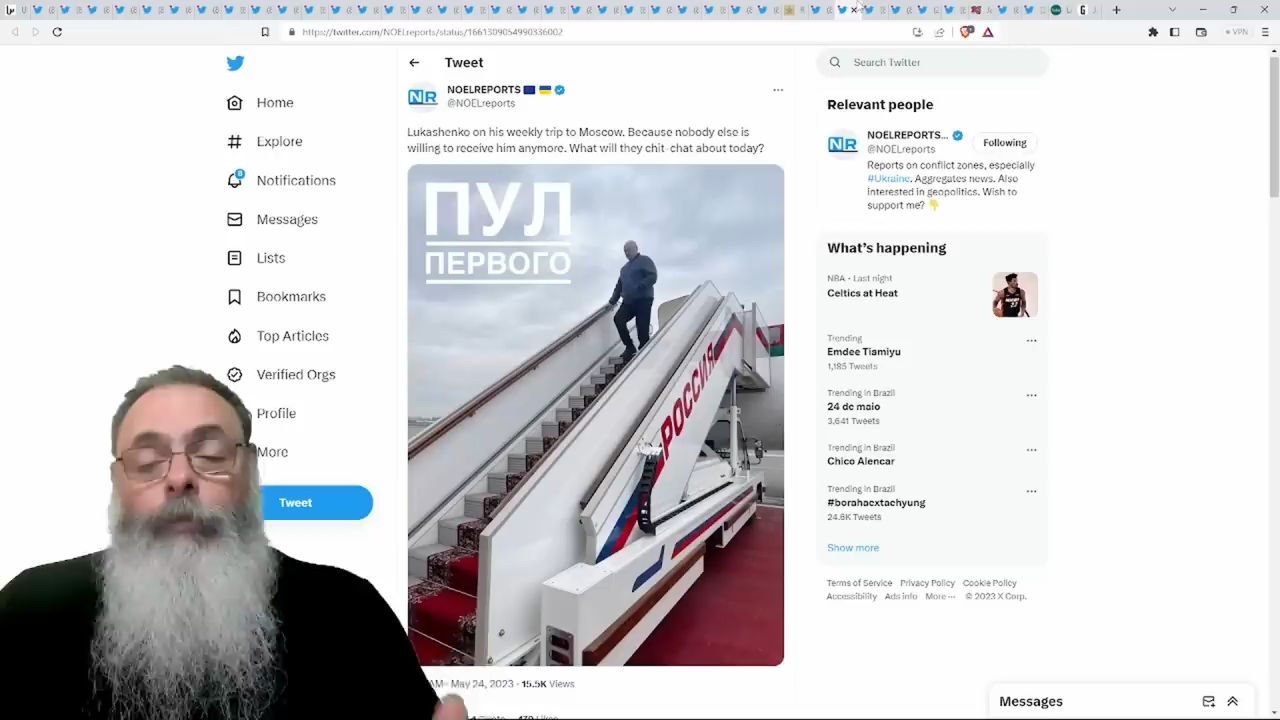 https://twitter.com/NOELreports/status/1661309054990336002
VPN
Home
Explore
8
Notifications
Messages
Lists
Bookmarks
Top Articles
Verified Orgs
Profile
More
Tweet
Tweet
NR
NOELREPORTS
@NOELreports
Lukashenko on his weekly trip to Moscow. Because nobody else is
willing to receive him anymore. What will they chit-chat about today?
ПУЛ
ПЕРВОГО
РОССИЯ
AM · May 24, 2023 · 15.5K Views
Search Twitter
Relevant people
NR
NOELREPORTS...
@NOELreports
Following
Reports on conflict zones, especially
#Ukraine. Aggregates news. Also
interested in geopolitics. Wish to
support me?
What's happening
NBA · Last night
Celtics at Heat
Trending
Emdee Tiamiyu
1,185 Tweets
Trending in Brazil
24 de maio
3,641 Tweets
Trending in Brazil
Chico Alencar
Trending in Brazil
#borahaextaehyung
24.6K Tweets
Show more
Terms of Service Privacy Policy Cookie Policy
Accessibility Ads info More ··· © 2023 X Corp.
Messages